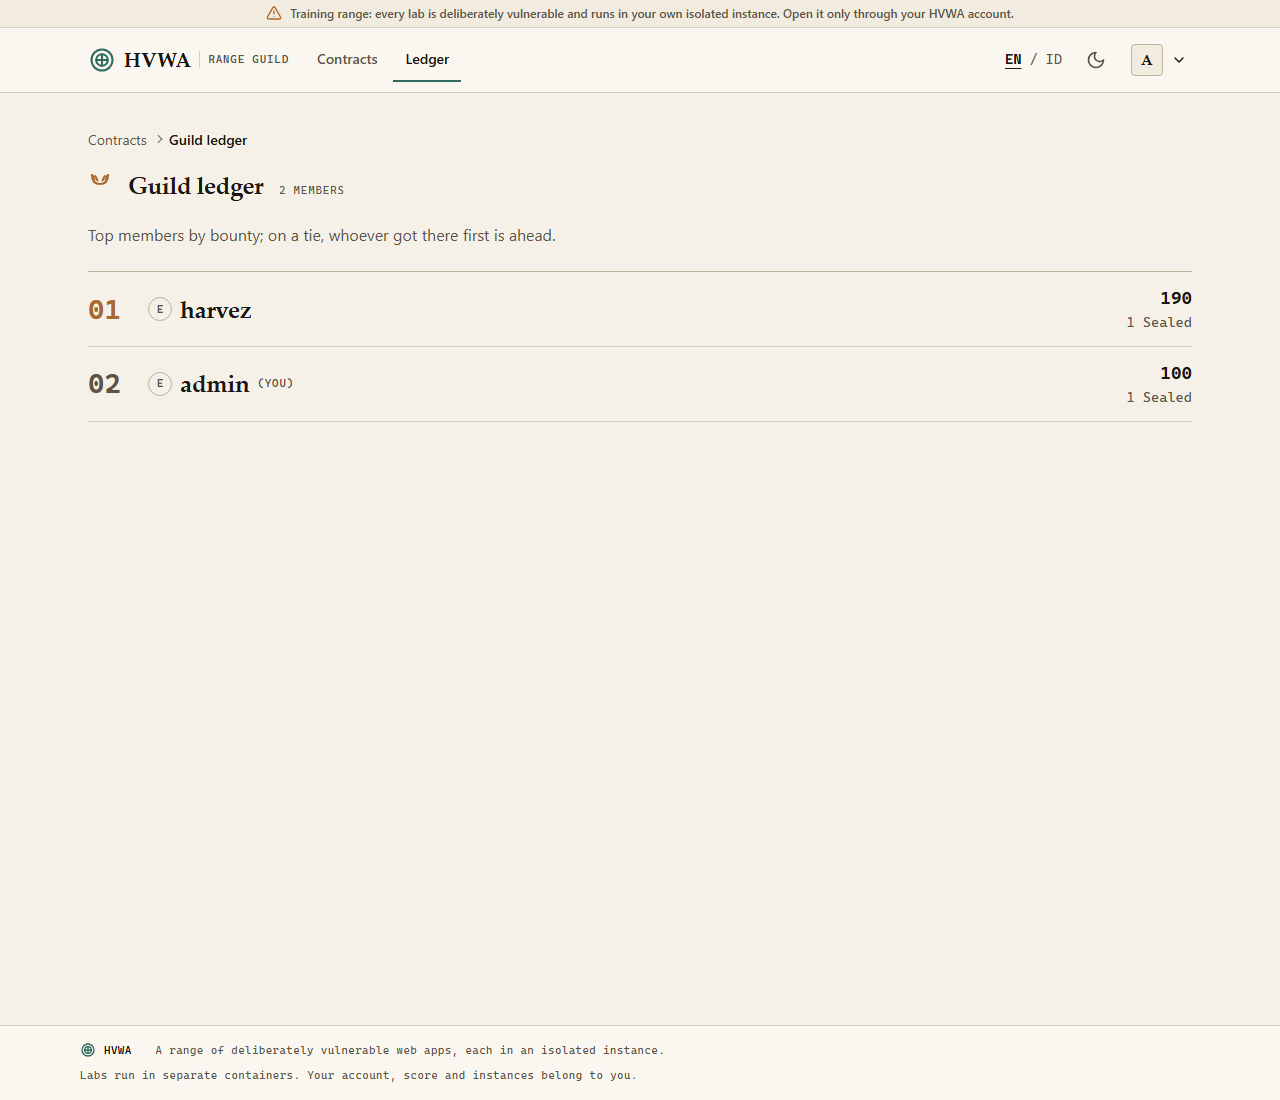 Training range: every lab is deliberately vulnerable and runs in your own isolated instance. Open it only through your HVWA account.
HVWA RANGE GUILD Contracts Ledger EN / ID A
Contracts > Guild ledger
Guild ledger 2 MEMBERS
Top members by bounty; on a tie, whoever got there first is ahead.
01 E harvez 190
1 Sealed
02 E admin (YOU) 100
1 Sealed
HVWA A range of deliberately vulnerable web apps, each in an isolated instance.
Labs run in separate containers. Your account, score and instances belong to you.